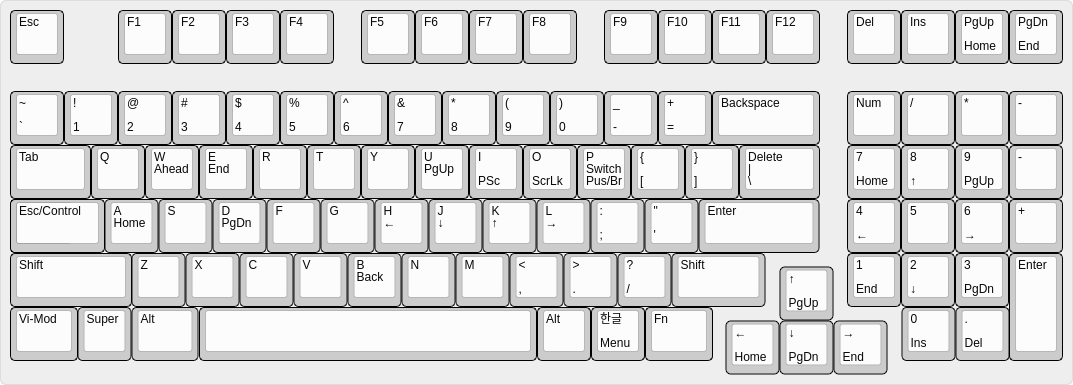 Esc F1 F2 F3 F4 F5 F6 F7 F8 F9 F10 F11 F12 Del Ins PgUp PgDn
Home End
~ ! @ # $ % ^ & * ( ) _ + Backspace Num / * -
` 1 2 3 4 5 6 7 8 9 0 - =
Tab Q W E R T Y U I O P { } Delete 7 8 9 -
Ahead End PgUp Switch |
PSc ScrLk Pus/Br [ ] \ Home ↑ PgUp
Esc/Control A S D F G H J K L : " Enter 4 5 6 +
Home PgDn ← ↓ ↑ →
; ' ← →
Shift Z X C V B N M < > ? Shift 1 2 3 Enter
Back ↑
, . / End ↓ PgDn
PgUp
Vi-Mod Super Alt Alt 한글 Fn 0 .
← ↓ →
Menu Ins Del
Home PgDn End